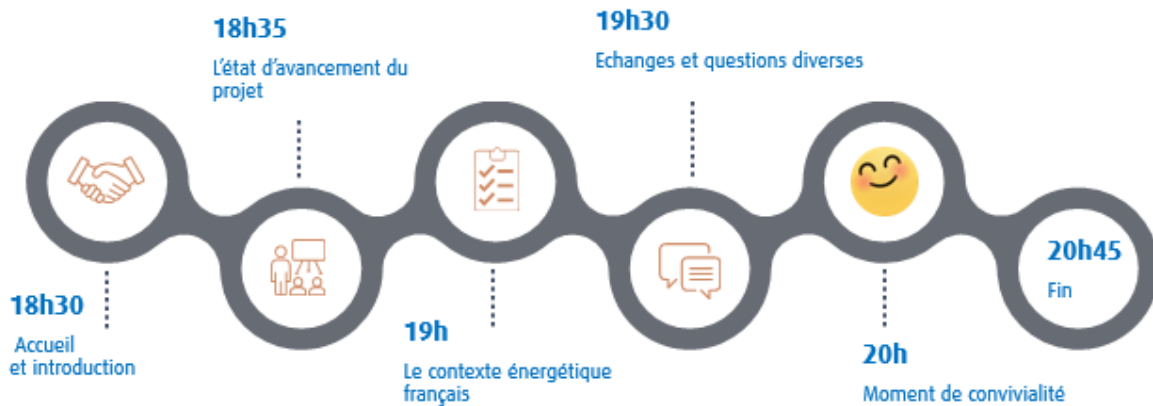 18h30
Accueil
et introduction
18h35
L'état d'avancement du
projet
19h
Le contexte énergétique
français
19h30
Echanges et questions diverses
20h
Moment de convivialité
20h45
Fin